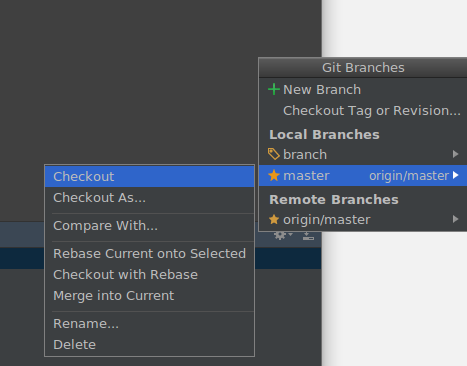 Git Branches
New Branch
Checkout Tag or Revision...
Local Branches
branch
master origin/master
Remote Branches
origin/master
Checkout
Checkout As...
Compare With...
Rebase Current onto Selected
Checkout with Rebase
Merge into Current
Rename...
Delete